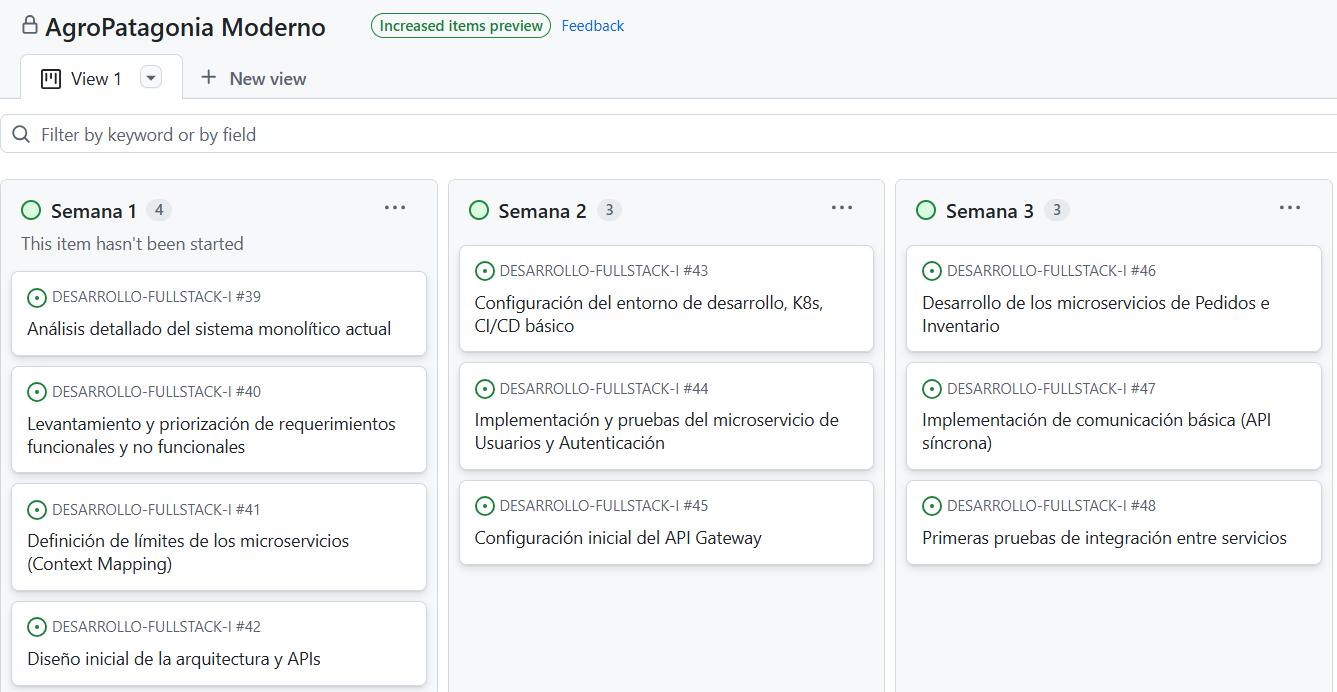 AgroPatagonia Moderno
Increased items preview
Feedback
View 1
New view
Filter by keyword or by field
Semana 1
4
This item hasn't been started
DESARROLLO-FULLSTACK-I #39
Análisis detallado del sistema monolítico actual
DESARROLLO-FULLSTACK-I #40
Levantamiento y priorización de requerimientos
funcionales y no funcionales
DESARROLLO-FULLSTACK-I #41
Definición de límites de los microservicios
(Context Mapping)
DESARROLLO-FULLSTACK-I #42
Diseño inicial de la arquitectura y APIs
Semana 2
3
DESARROLLO-FULLSTACK-I #43
Configuración del entorno de desarrollo, K8s,
CI/CD básico
DESARROLLO-FULLSTACK-I #44
Implementación y pruebas del microservicio de
Usuarios y Autenticación
DESARROLLO-FULLSTACK-I #45
Configuración inicial del API Gateway
Semana 3
3
DESARROLLO-FULLSTACK-I #46
Desarrollo de los microservicios de Pedidos e
Inventario
DESARROLLO-FULLSTACK-I #47
Implementación de comunicación básica (API
síncrona)
DESARROLLO-FULLSTACK-I #48
Primeras pruebas de integración entre servicios